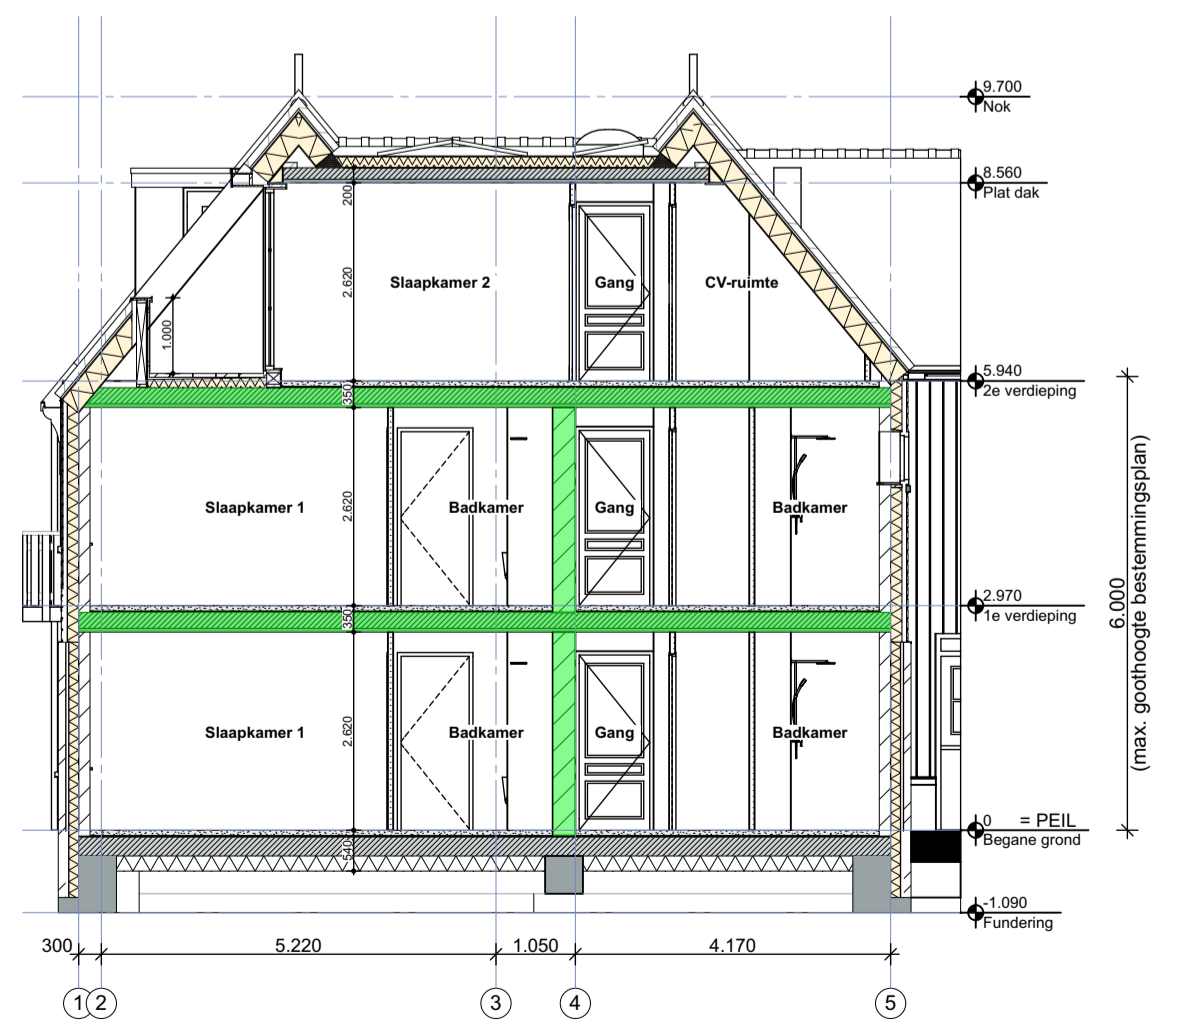 9.700
Nok
8.560
Plat dak
200
Slaapkamer 2
Gang
CV-ruimte
2.620
1.000
5.940
2e verdieping
350
Slaapkamer 1
2.620
Badkamer
Gang
Badkamer
6.000
(max. goothoogte bestemmingsplan)
2.970
1e verdieping
350
Slaapkamer 1
2.620
Badkamer
Gang
Badkamer
0 = PEIL
Begane grond
540
-1.090
Fundering
300 5.220 1.050 4.170
1 2 3 4 5